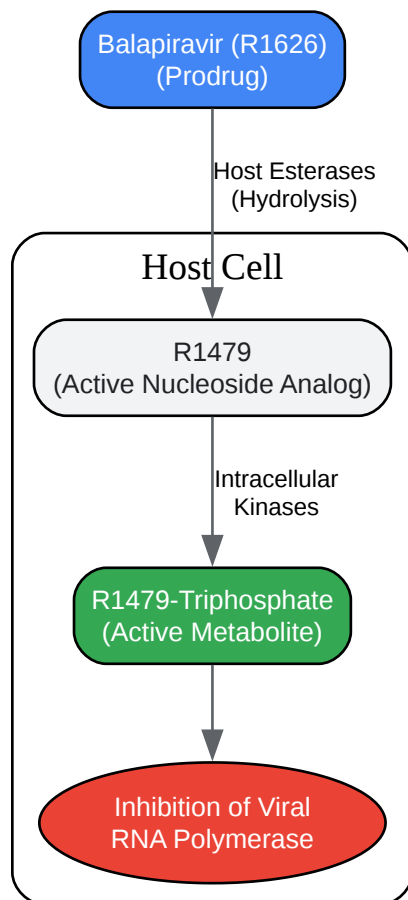 Balapiravir (R1626)
(Prodrug)
Host Esterases
(Hydrolysis)
Host Cell
R1479
(Active Nucleoside Analog)
Intracellular
Kinases
R1479-Triphosphate
(Active Metabolite)
Inhibition of Viral
RNA Polymerase